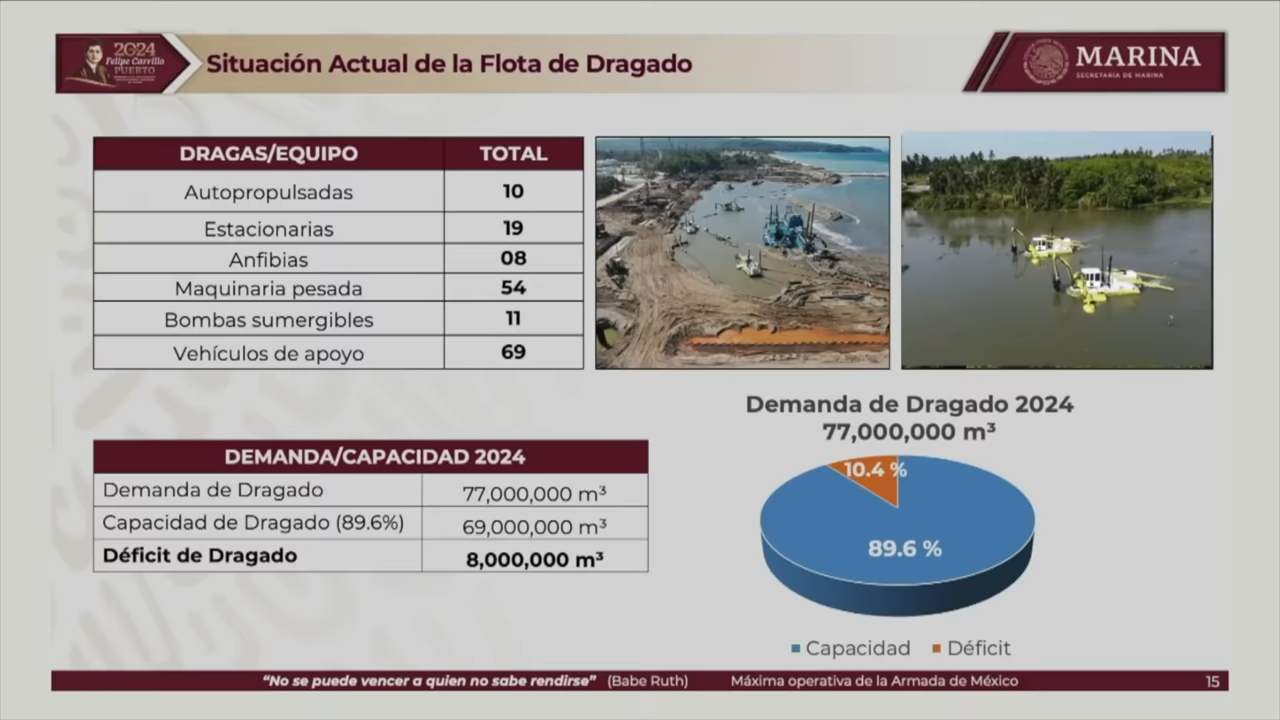 2024
Felipe Carrillo
PUERTO
Situación Actual de la Flota de Dragado
MARINA
SECRETARÍA DE MARINA
DRAGAS/EQUIPO TOTAL
Autopropulsadas 10
Estacionarias 19
Anfibias 08
Maquinaria pesada 54
Bombas sumergibles 11
Vehículos de apoyo 69
DEMANDA/CAPACIDAD 2024
Demanda de Dragado 77,000,000 m³
Capacidad de Dragado (89.6%) 69,000,000 m³
Déficit de Dragado 8,000,000 m³
Demanda de Dragado 2024
77,000,000 m³
10.4 %
89.6 %
Capacidad Déficit
“No se puede vencer a quien no sabe rendirse” (Babe Ruth) Máxima operativa de la Armada de México 15